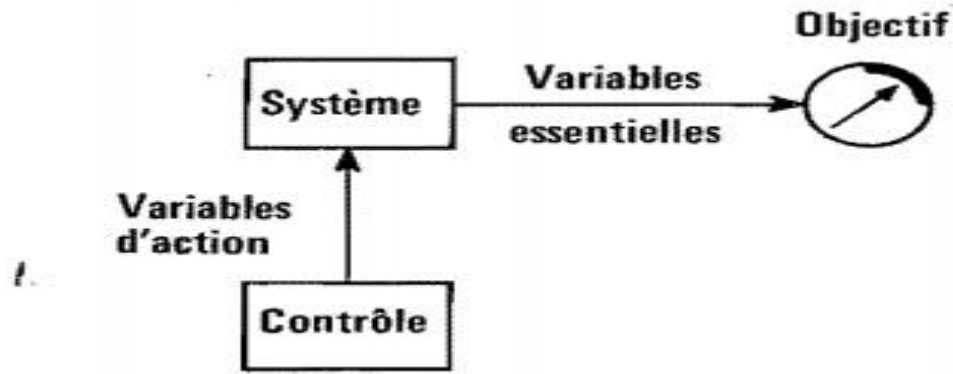 Objectif
Système
Variables
essentielles
Variables
d'action
Contrôle